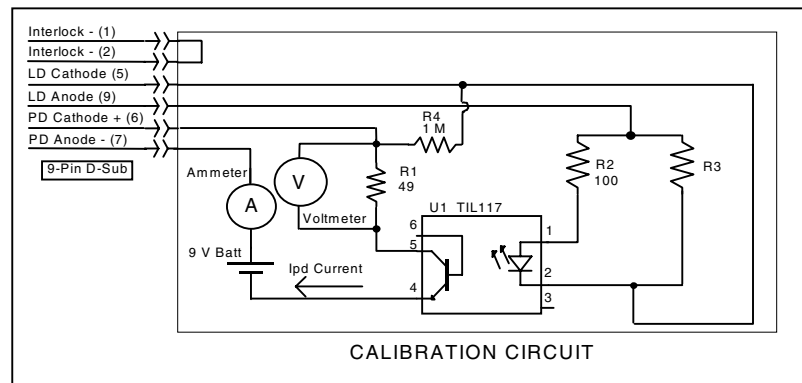 Interlock - (1)
Interlock - (2)
LD Cathode (5)
LD Anode (9)
PD Cathode + (6)
PD Anode - (7)
9-Pin D-Sub
Ammeter
A
V
Voltmeter
R4
1 M
R1
49
R2
100
R3
U1 TIL117
6
5
4
1
2
3
9 V Batt
Ipd Current
CALIBRATION CIRCUIT